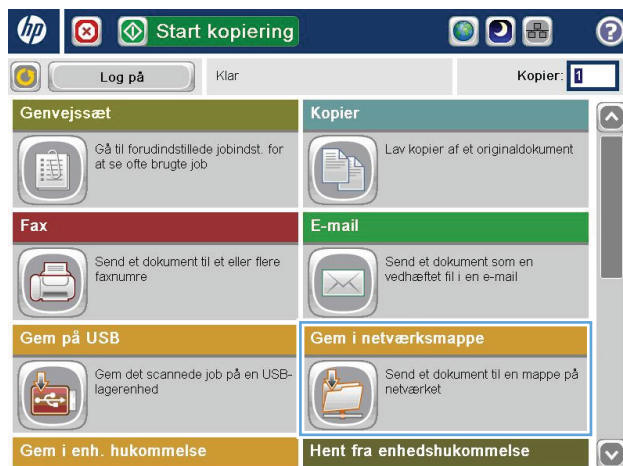 hp
Start kopiering
?
Log på
Klar
Kopier: 1
Genvejssæt
Gå til forudindstillede jobindst. for
at se ofte brugte job
Kopier
Lav kopier af et originaldokument
Fax
Send et dokument til et eller flere
faxnumre
E-mail
Send et dokument som en
vedhæftet fil i en e-mail
Gem på USB
Gem det scannede job på en USB-
lagerenhed
Gem i netværksmappe
Send et dokument til en mappe på
netværket
Gem i enh. hukommelse
Hent fra enhedshukommelse